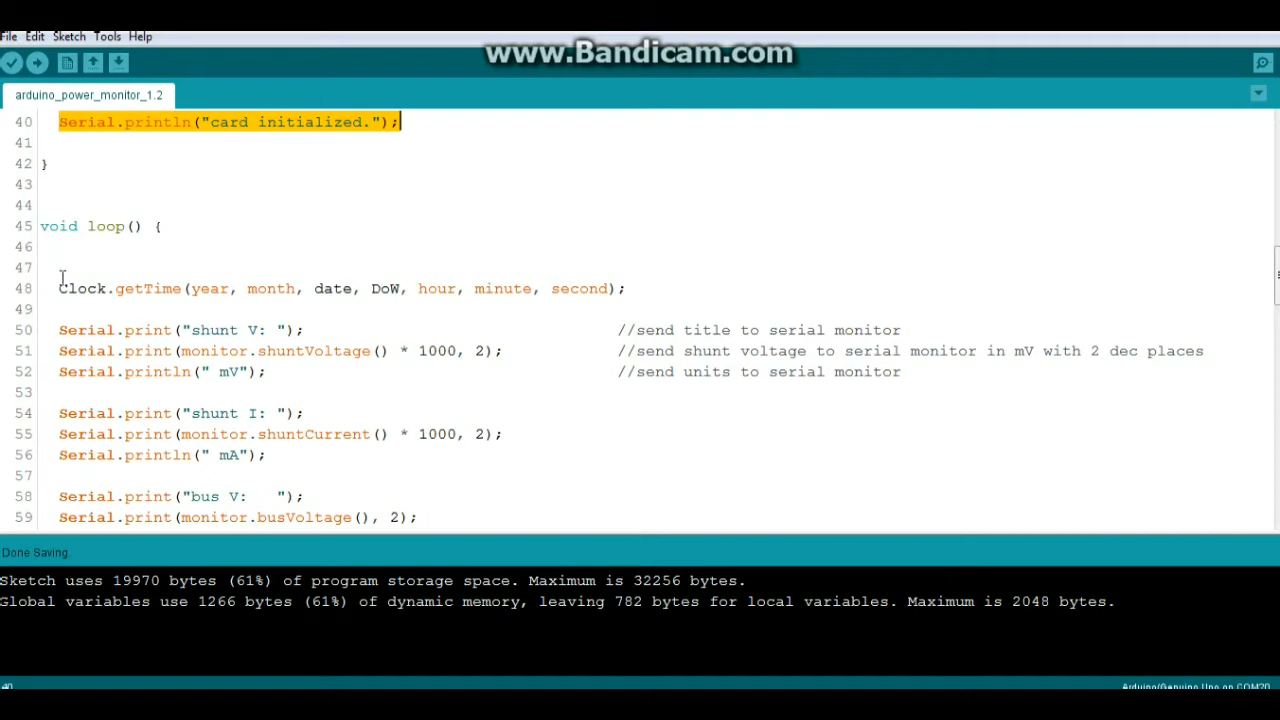 File Edit Sketch Tools Help
www.Bandicam.com
arduino_power_monitor_1.2
40 Serial.println("card initialized.");
41
42 }
43
44
45 void loop() {
46
47
48 Clock.getTime(year, month, date, DoW, hour, minute, second);
49
50 Serial.print("shunt V: "); //send title to serial monitor
51 Serial.print(monitor.shuntVoltage() * 1000, 2); //send shunt voltage to serial monitor in mV with 2 dec places
52 Serial.println(" mV"); //send units to serial monitor
53
54 Serial.print("shunt I: ");
55 Serial.print(monitor.shuntCurrent() * 1000, 2);
56 Serial.println(" mA");
57
58 Serial.print("bus V:   ");
59 Serial.print(monitor.busVoltage(), 2);
Done Saving.
Sketch uses 19970 bytes (61%) of program storage space. Maximum is 32256 bytes.
Global variables use 1266 bytes (61%) of dynamic memory, leaving 782 bytes for local variables. Maximum is 2048 bytes.
40 Arduino/Genuino Uno on COM20